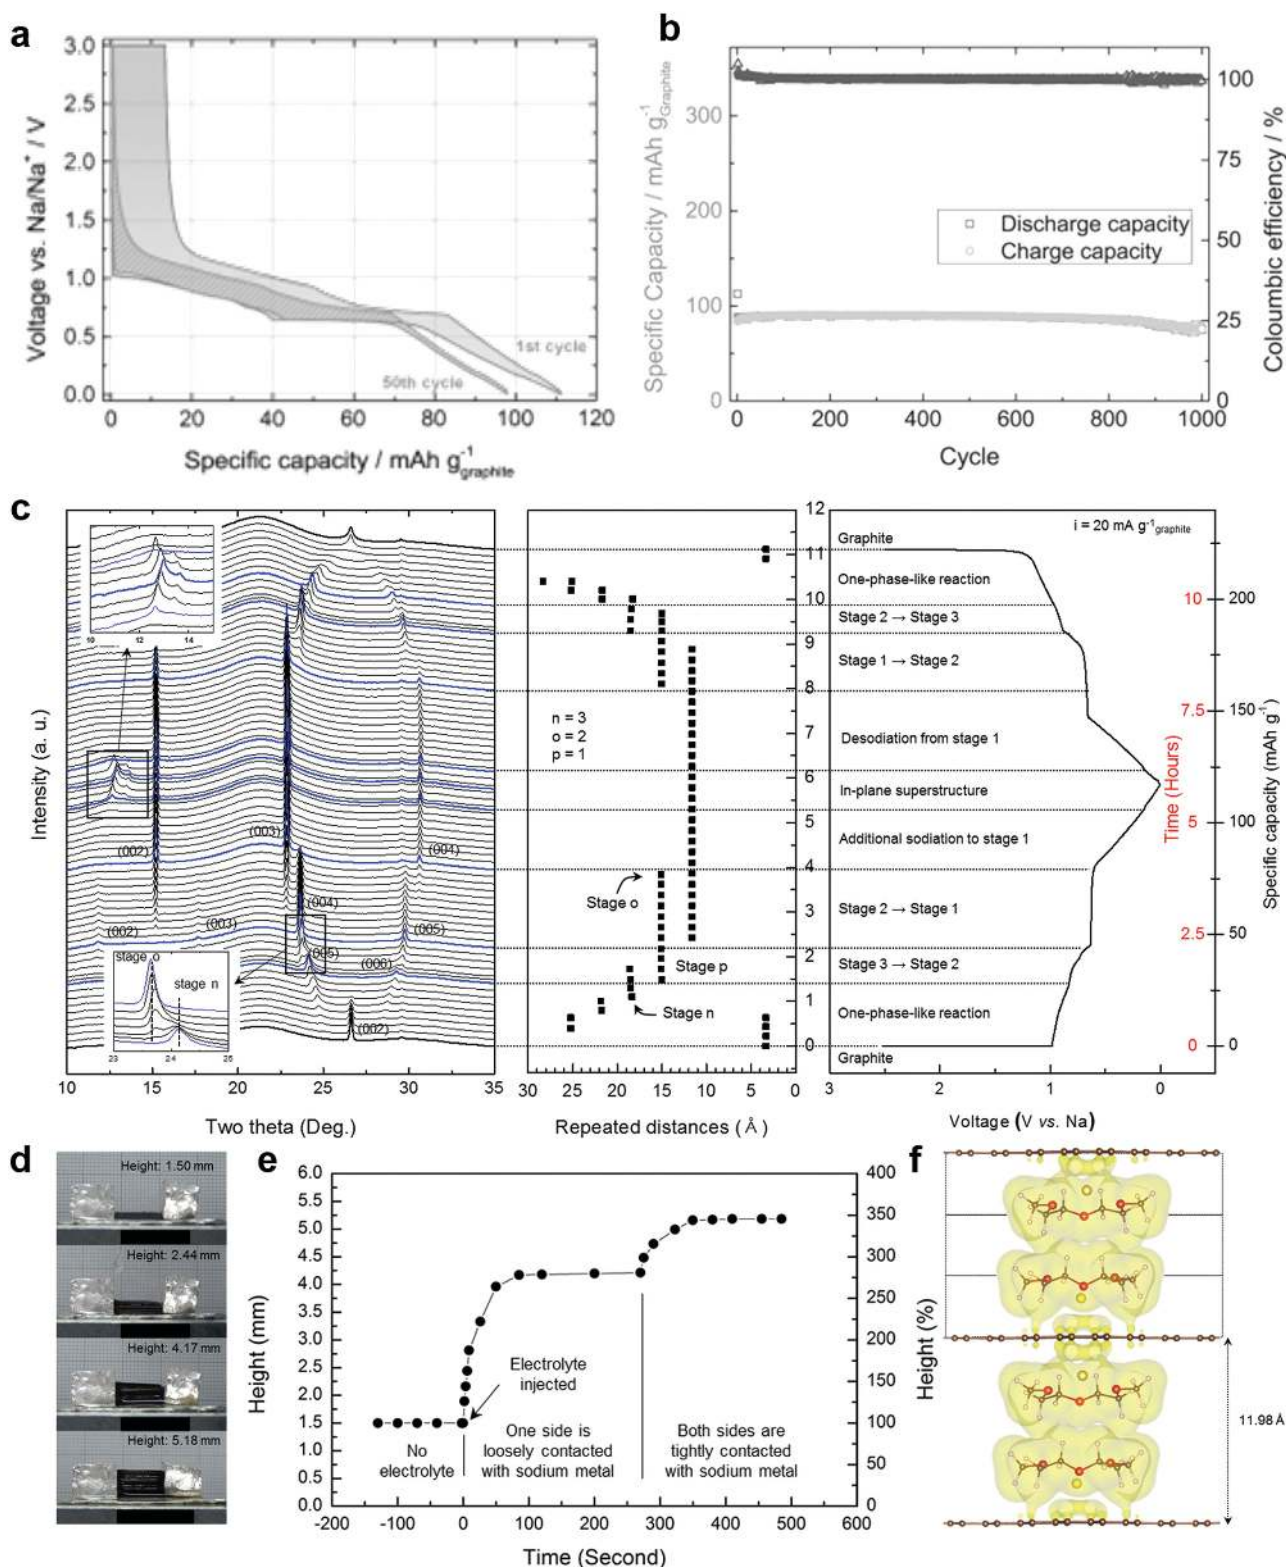 a
3.0
2.5
2.0
1.5
1.0
0.5
0.0
Voltage vs. Na/Na⁺ / V
1st cycle
50th cycle
0 20 40 60 80 100 120
Specific capacity / mAh g⁻¹graphite
b
300
200
100
0
Specific Capacity / mAh g⁻¹Graphite
100
75
50
25
0
Coloumbic efficiency / %
Discharge capacity
Charge capacity
0 200 400 600 800 1000
Cycle
c
Intensity (a. u.)
10 12 14
(002)
(003)
(004)
(002)
(003)
(004)
(005)
(005)
(006)
(002)
stage o
stage n
23 24 25
10 15 20 25 30 35
Two theta (Deg.)
n = 3
o = 2
p = 1
Stage o
Stage p
Stage n
30 25 20 15 10 5 0
Repeated distances (Å)
12
11
10
9
8
7
6
5
4
3
2
1
0
i = 20 mA g⁻¹graphite
Graphite
One-phase-like reaction
Stage 2 → Stage 3
Stage 1 → Stage 2
Desodiation from stage 1
In-plane superstructure
Additional sodiation to stage 1
Stage 2 → Stage 1
Stage 3 → Stage 2
One-phase-like reaction
Graphite
3 2 1 0
Voltage (V vs. Na)
10
7.5
5
2.5
0
Time (Hours)
200
150
100
50
0
Specific capacity (mAh g⁻¹)
d
Height: 1.50 mm
Height: 2.44 mm
Height: 4.17 mm
Height: 5.18 mm
e
6.0
5.5
5.0
4.5
4.0
3.5
3.0
2.5
2.0
1.5
1.0
0.5
0.0
Height (mm)
Electrolyte
injected
No
electrolyte
One side is
loosely contacted
with sodium metal
Both sides are
tightly contacted
with sodium metal
400
350
300
250
200
150
100
50
0
Height (%)
-200 -100 0 100 200 300 400 500 600
Time (Second)
f
11.98 Å